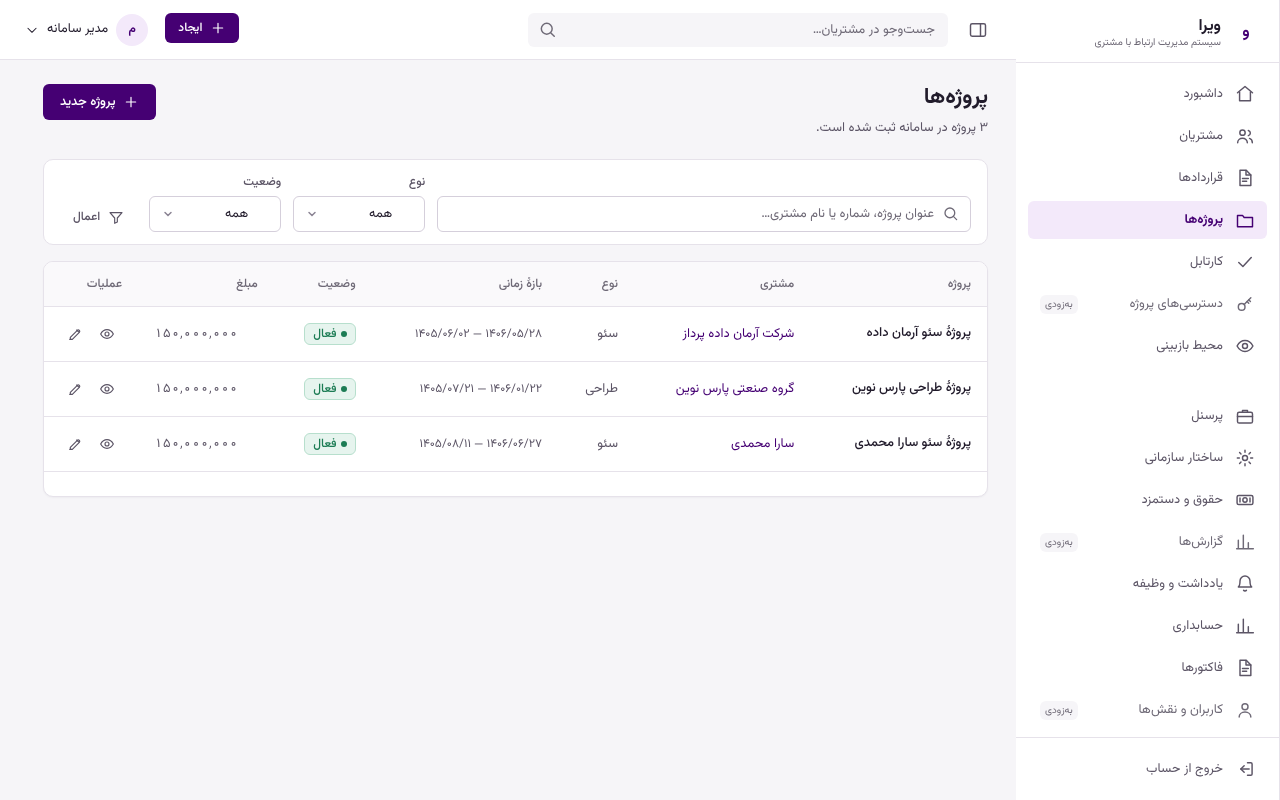 و
ویرا
سیستم مدیریت ارتباط با مشتری
داشبورد
مشتریان
قراردادها
پروژه‌ها
کارتابل
دسترسی‌های پروژه
به‌زودی
محیط بازبینی
پرسنل
ساختار سازمانی
حقوق و دستمزد
گزارش‌ها
به‌زودی
یادداشت و وظیفه
حسابداری
فاکتورها
کاربران و نقش‌ها
به‌زودی
خروج از حساب
جست‌وجو در مشتریان...
ایجاد
م
مدیر سامانه
پروژه‌ها
۳ پروژه در سامانه ثبت شده است.
پروژه جدید
نوع
وضعیت
عنوان پروژه، شماره یا نام مشتری...
همه
همه
اعمال
پروژه مشتری نوع بازهٔ زمانی وضعیت مبلغ عملیات
پروژهٔ سئو آرمان داده شرکت آرمان داده پرداز سئو ۱۴۰۵/۰۶/۰۲ — ۱۴۰۶/۰۵/۲۸ فعال ۱۵۰,۰۰۰,۰۰۰
پروژهٔ طراحی پارس نوین گروه صنعتی پارس نوین طراحی ۱۴۰۵/۰۷/۲۱ — ۱۴۰۶/۰۱/۲۲ فعال ۱۵۰,۰۰۰,۰۰۰
پروژهٔ سئو سارا محمدی سارا محمدی سئو ۱۴۰۵/۰۸/۱۱ — ۱۴۰۶/۰۶/۲۷ فعال ۱۵۰,۰۰۰,۰۰۰